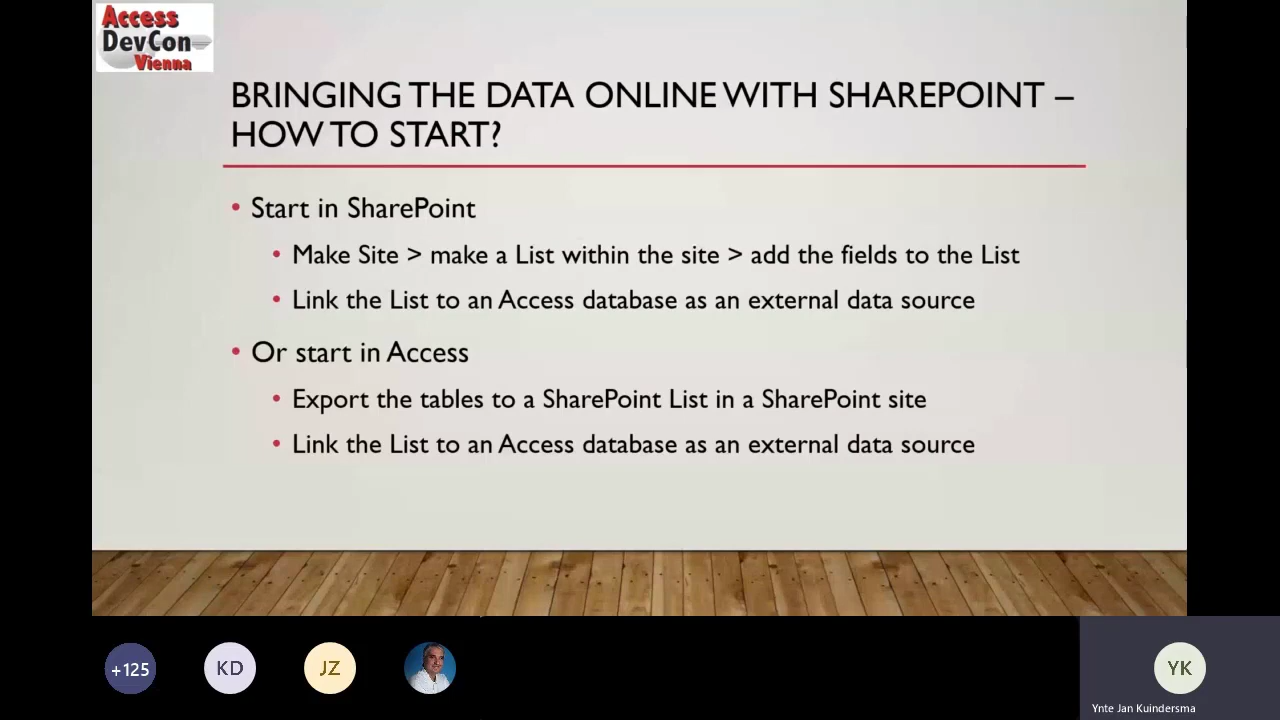 Access
DevCon
Vienna
BRINGING THE DATA ONLINE WITH SHAREPOINT –
HOW TO START?
• Start in SharePoint
• Make Site > make a List within the site > add the fields to the List
• Link the List to an Access database as an external data source
• Or start in Access
• Export the tables to a SharePoint List in a SharePoint site
• Link the List to an Access database as an external data source
+125
KD
JZ
YK
Ynte Jan Kuindersma